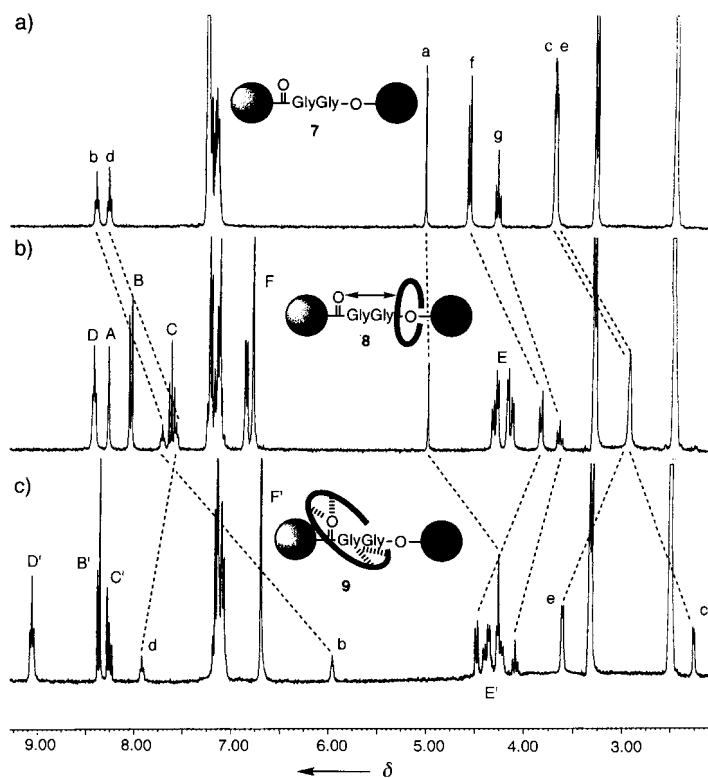 a)
a
c e
f
O
GlyGly O
7
g
b d
b)
B
F
O
GlyGly O
8
D A
C
E
c)
F'
O
GlyGly O
9
D'
B'
C'
d
b
e
c
E'
9.00 8.00 7.00 6.00 5.00 4.00 3.00
δ